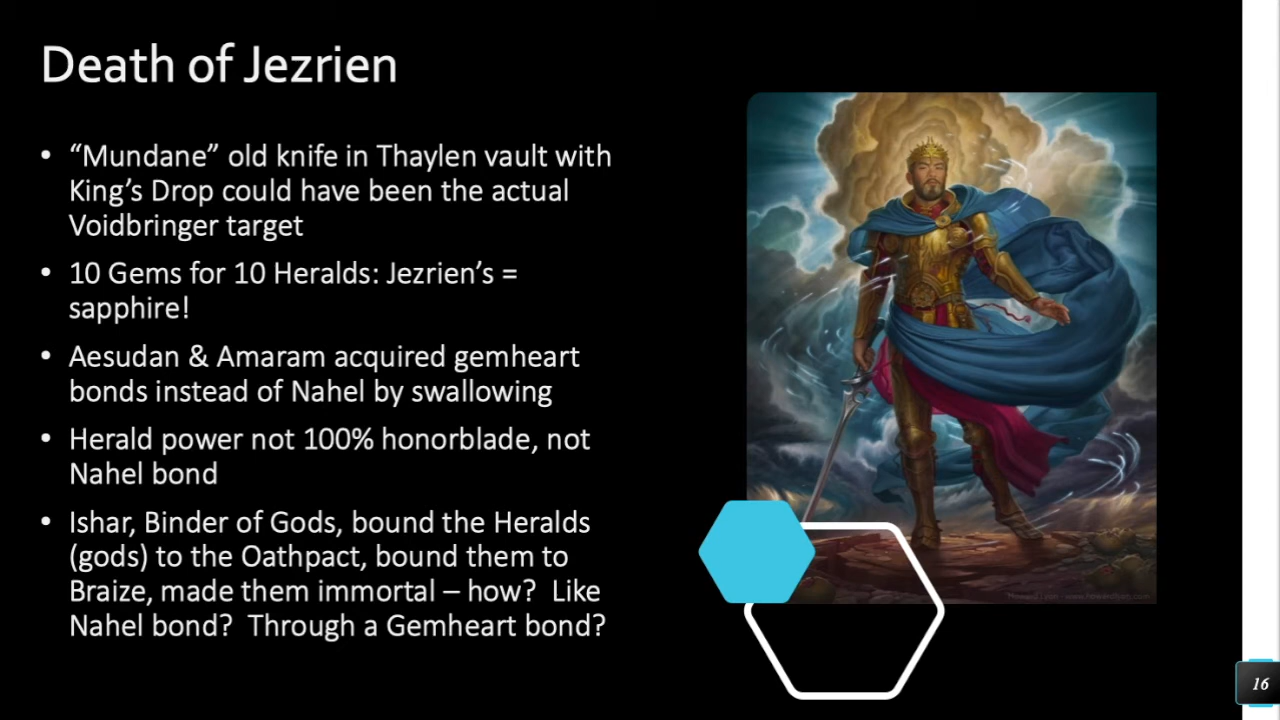 Death of Jezrien
• “Mundane” old knife in Thaylen vault with
King’s Drop could have been the actual
Voidbringer target
• 10 Gems for 10 Heralds: Jezrien’s =
sapphire!
• Aesudan & Amaram acquired gemheart
bonds instead of Nahel by swallowing
• Herald power not 100% honorblade, not
Nahel bond
• Ishar, Binder of Gods, bound the Heralds
(gods) to the Oathpact, bound them to
Braize, made them immortal – how?  Like
Nahel bond?  Through a Gemheart bond?
16